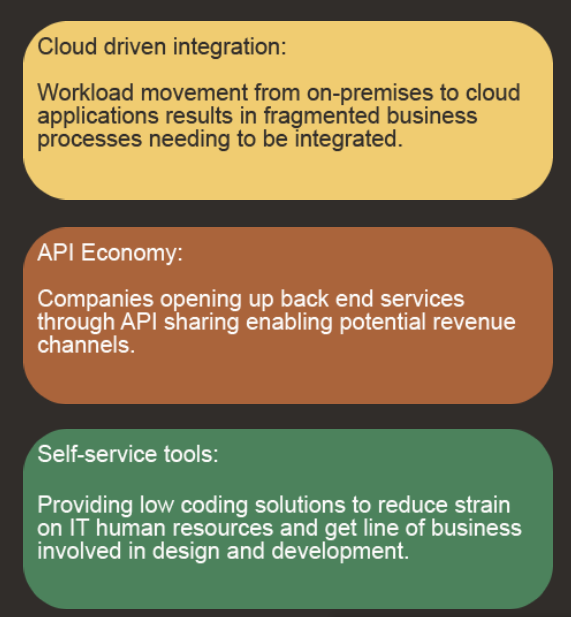 Cloud driven integration:
Workload movement from on-premises to cloud
applications results in fragmented business
processes needing to be integrated.
API Economy:
Companies opening up back end services
through API sharing enabling potential revenue
channels.
Self-service tools:
Providing low coding solutions to reduce strain
on IT human resources and get line of business
involved in design and development.